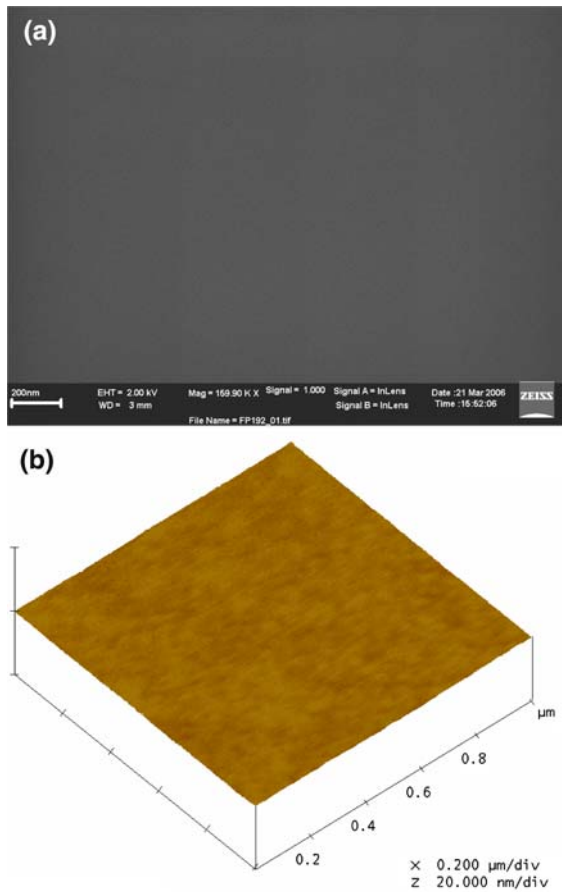 (a)
200nm EHT = 2.00 kV Mag = 159.90 K X Signal = 1.000 Signal A = InLens Date :21 Mar 2006
WD = 3 mm Signal B = InLens Time :15:52:06
File Name = FP192_01.tif
ZEISS
(b)
µm
0.8
0.6
0.4
0.2
X 0.200 µm/div
Z 20.000 nm/div